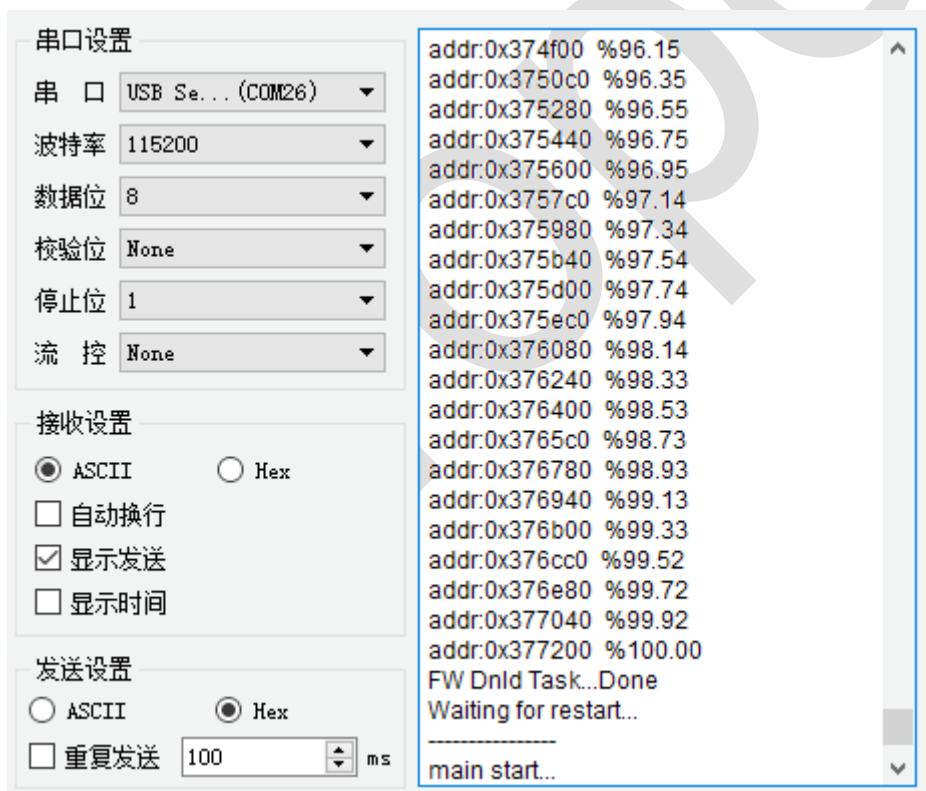 串口设置
串 口 USB Se...(COM26)
波特率 115200
数据位 8
校验位 None
停止位 1
流 控 None
接收设置
ASCII Hex
自动换行
显示发送
显示时间
发送设置
ASCII Hex
重复发送 100 ms
addr:0x374f00 %96.15
addr:0x3750c0 %96.35
addr:0x375280 %96.55
addr:0x375440 %96.75
addr:0x375600 %96.95
addr:0x3757c0 %97.14
addr:0x375980 %97.34
addr:0x375b40 %97.54
addr:0x375d00 %97.74
addr:0x375ec0 %97.94
addr:0x376080 %98.14
addr:0x376240 %98.33
addr:0x376400 %98.53
addr:0x3765c0 %98.73
addr:0x376780 %98.93
addr:0x376940 %99.13
addr:0x376b00 %99.33
addr:0x376cc0 %99.52
addr:0x376e80 %99.72
addr:0x377040 %99.92
addr:0x377200 %100.00
FW Dnld Task...Done
Waiting for restart...
----------------
main start...